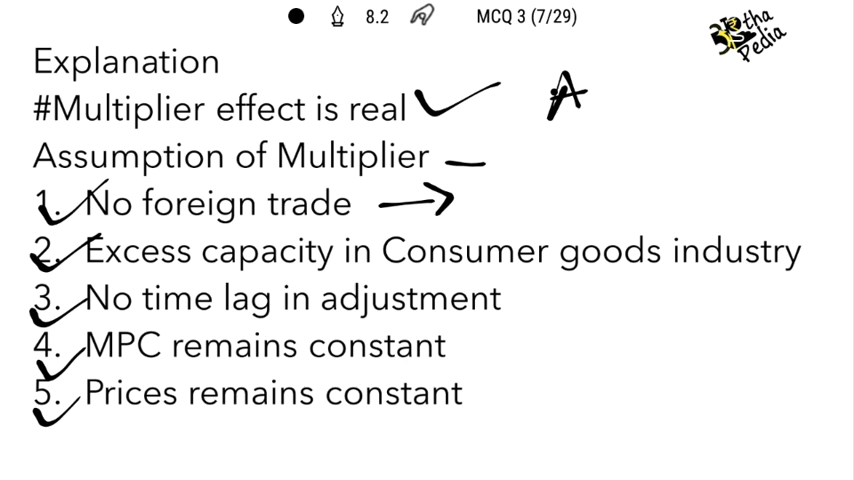 8.2 MCQ 3 (7/29)
Artha
Pedia
Explanation
#Multiplier effect is real A
Assumption of Multiplier
1. No foreign trade
2. Excess capacity in Consumer goods industry
3. No time lag in adjustment
4. MPC remains constant
5. Prices remains constant